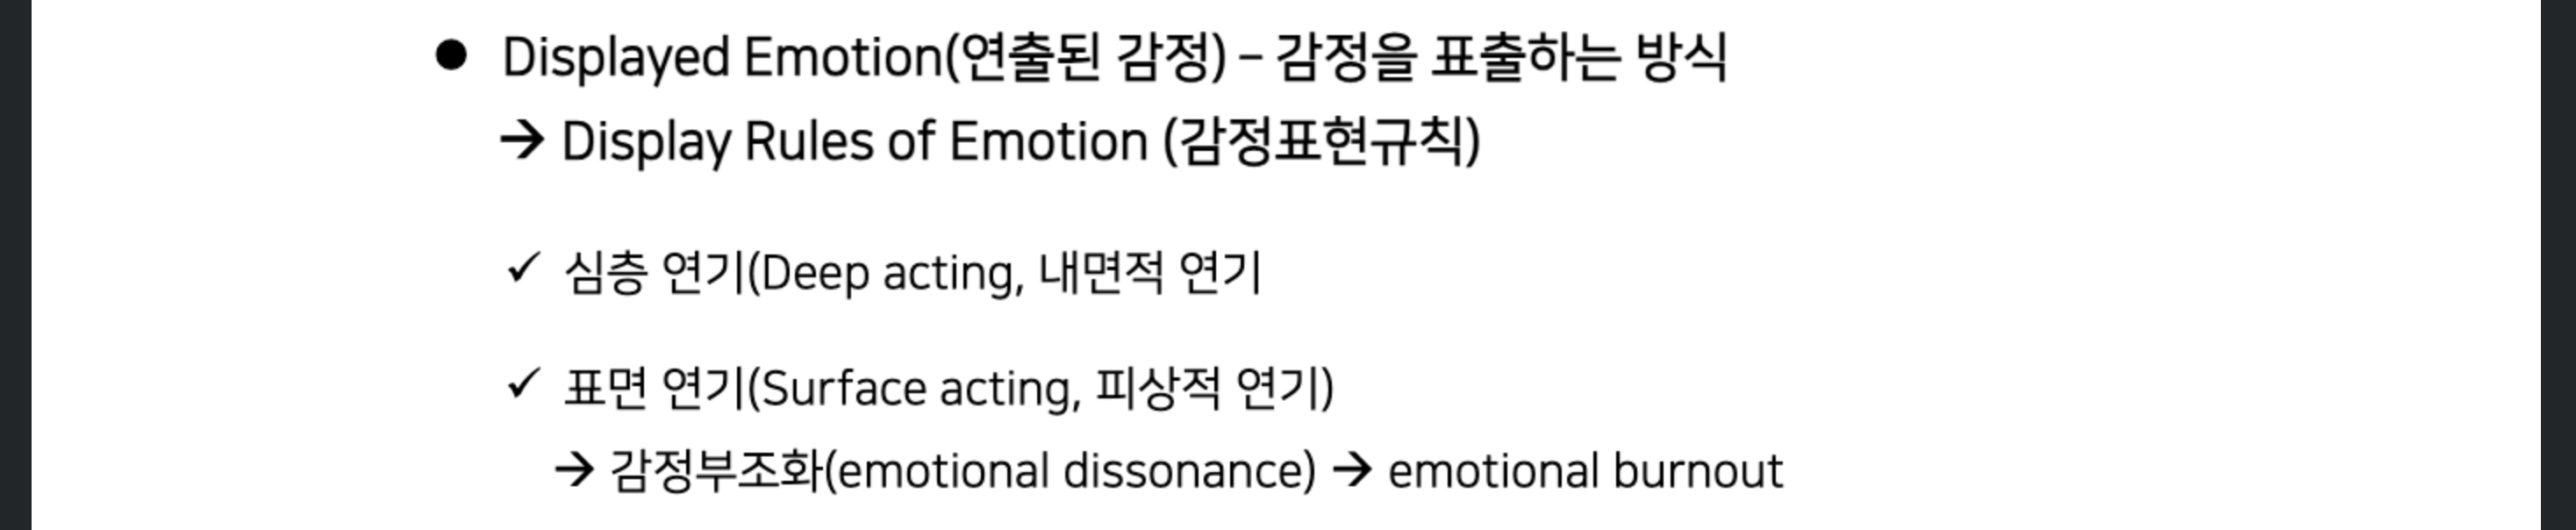 ● Displayed Emotion(연출된 감정) – 감정을 표출하는 방식
→ Display Rules of Emotion (감정표현규칙)
✓ 심층 연기(Deep acting, 내면적 연기
✓ 표면 연기(Surface acting, 피상적 연기)
→ 감정부조화(emotional dissonance) → emotional burnout